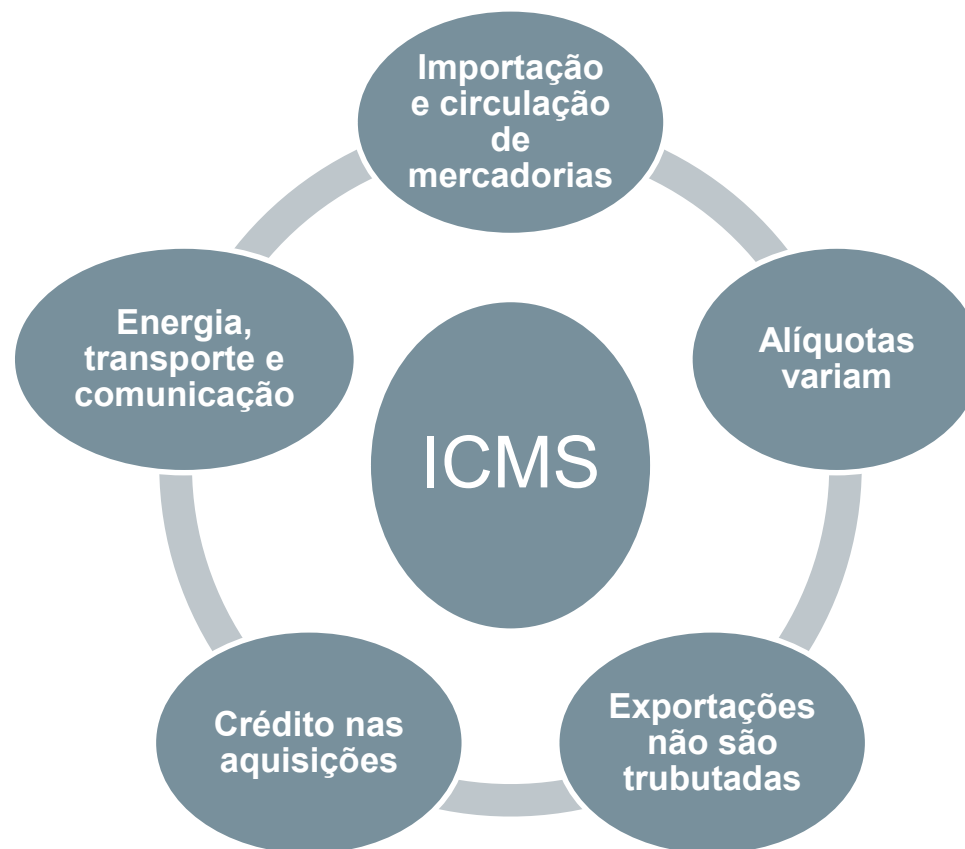 Importação
e circulação
de
mercadorias
Alíquotas
variam
Exportações
não são
trubutadas
Crédito nas
aquisições
Energia,
transporte e
comunicação
ICMS